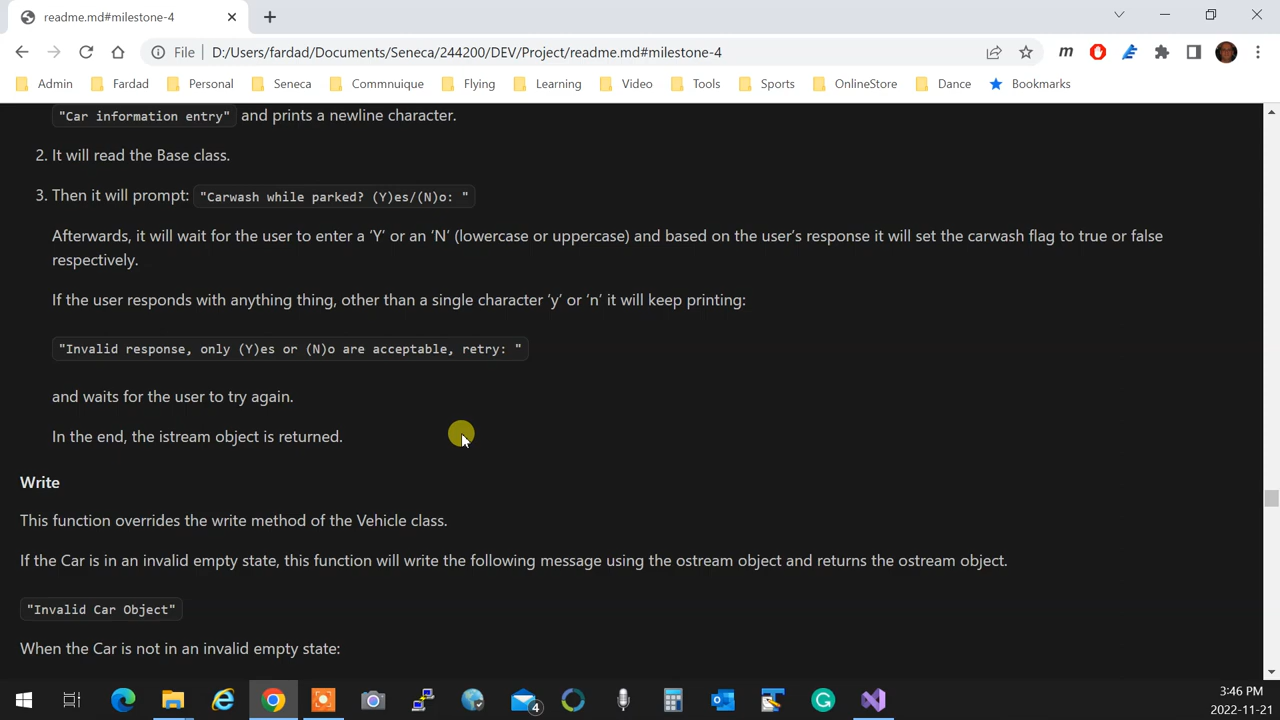 readme.md#milestone-4
File D:/Users/fardad/Documents/Seneca/244200/DEV/Project/readme.md#milestone-4
Admin Fardad Personal Seneca Commnuique Flying Learning Video Tools Sports OnlineStore Dance Bookmarks
"Car information entry" and prints a newline character.
2. It will read the Base class.
3. Then it will prompt: "Carwash while parked? (Y)es/(N)o: "
Afterwards, it will wait for the user to enter a ‘Y’ or an ‘N’ (lowercase or uppercase) and based on the user’s response it will set the carwash flag to true or false
respectively.
If the user responds with anything thing, other than a single character ‘y’ or ‘n’ it will keep printing:
"Invalid response, only (Y)es or (N)o are acceptable, retry: "
and waits for the user to try again.
In the end, the istream object is returned.
Write
This function overrides the write method of the Vehicle class.
If the Car is in an invalid empty state, this function will write the following message using the ostream object and returns the ostream object.
"Invalid Car Object"
When the Car is not in an invalid empty state:
4
3:46 PM
2022-11-21